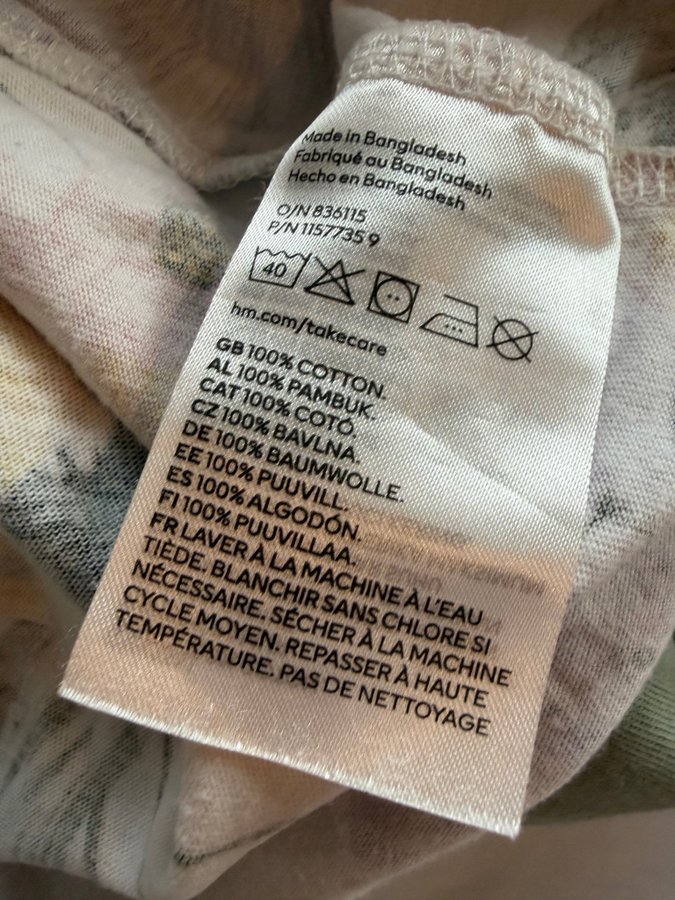 Made in Bangladesh
Fabriqué au Bangladesh
Hecho en Bangladesh
O/N 836115
P/N 1157735 9
40
hm.com/takecare
GB 100% COTTON.
AL 100% PAMBUK.
CAT 100% COTÓ.
CZ 100% BAVLNA.
DE 100% BAUMWOLLE.
EE 100% PUUVILL.
ES 100% ALGODÓN.
FI 100% PUUVILLAA.
FR LAVER À LA MACHINE À L'EAU
TIÈDE. BLANCHIR SANS CHLORE SI
NÉCESSAIRE. SÉCHER À LA MACHINE
CYCLE MOYEN. REPASSER À HAUTE
TEMPÉRATURE. PAS DE NETTOYAGE